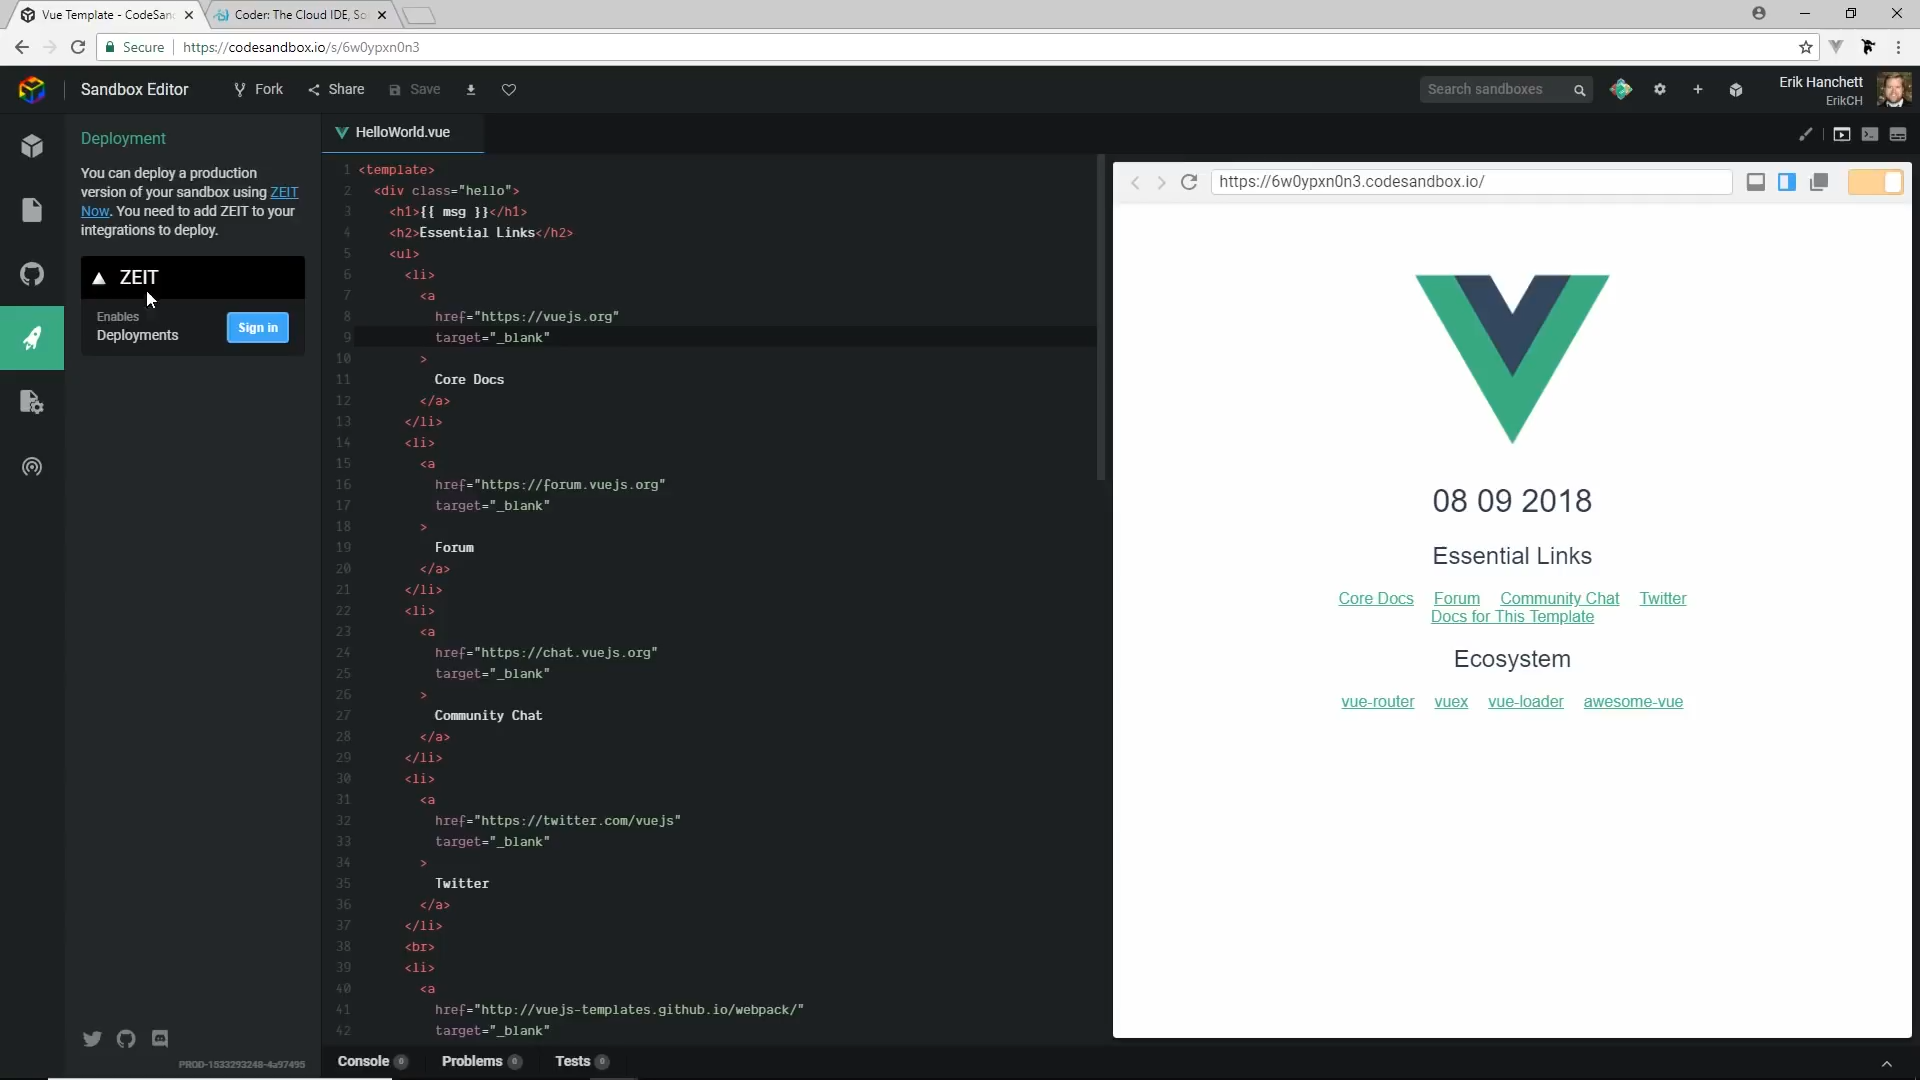 Vue Template - CodeSan
Coder: The Cloud IDE, So
Secure
https://codesandbox.io/s/6w0ypxn0n3
Sandbox Editor
Fork
Share
Save
Search sandboxes
Erik Hanchett
ErikCH
Deployment
You can deploy a production
version of your sandbox using ZEIT
Now. You need to add ZEIT to your
integrations to deploy.
ZEIT
Enables
Deployments
Sign in
PROD-1533293248-4a97495
HelloWorld.vue
1 <template>
2 <div class="hello">
3 <h1>{{ msg }}</h1>
4 <h2>Essential Links</h2>
5 <ul>
6 <li>
7 <a
8 href="https://vuejs.org"
9 target="_blank"
10 >
11 Core Docs
12 </a>
13 </li>
14 <li>
15 <a
16 href="https://forum.vuejs.org"
17 target="_blank"
18 >
19 Forum
20 </a>
21 </li>
22 <li>
23 <a
24 href="https://chat.vuejs.org"
25 target="_blank"
26 >
27 Community Chat
28 </a>
29 </li>
30 <li>
31 <a
32 href="https://twitter.com/vuejs"
33 target="_blank"
34 >
35 Twitter
36 </a>
37 </li>
38 <br>
39 <li>
40 <a
41 href="http://vuejs-templates.github.io/webpack/"
42 target="_blank"
Console 0
Problems 0
Tests 0
https://6w0ypxn0n3.codesandbox.io/
08 09 2018
Essential Links
Core Docs Forum Community Chat Twitter
Docs for This Template
Ecosystem
vue-router vuex vue-loader awesome-vue